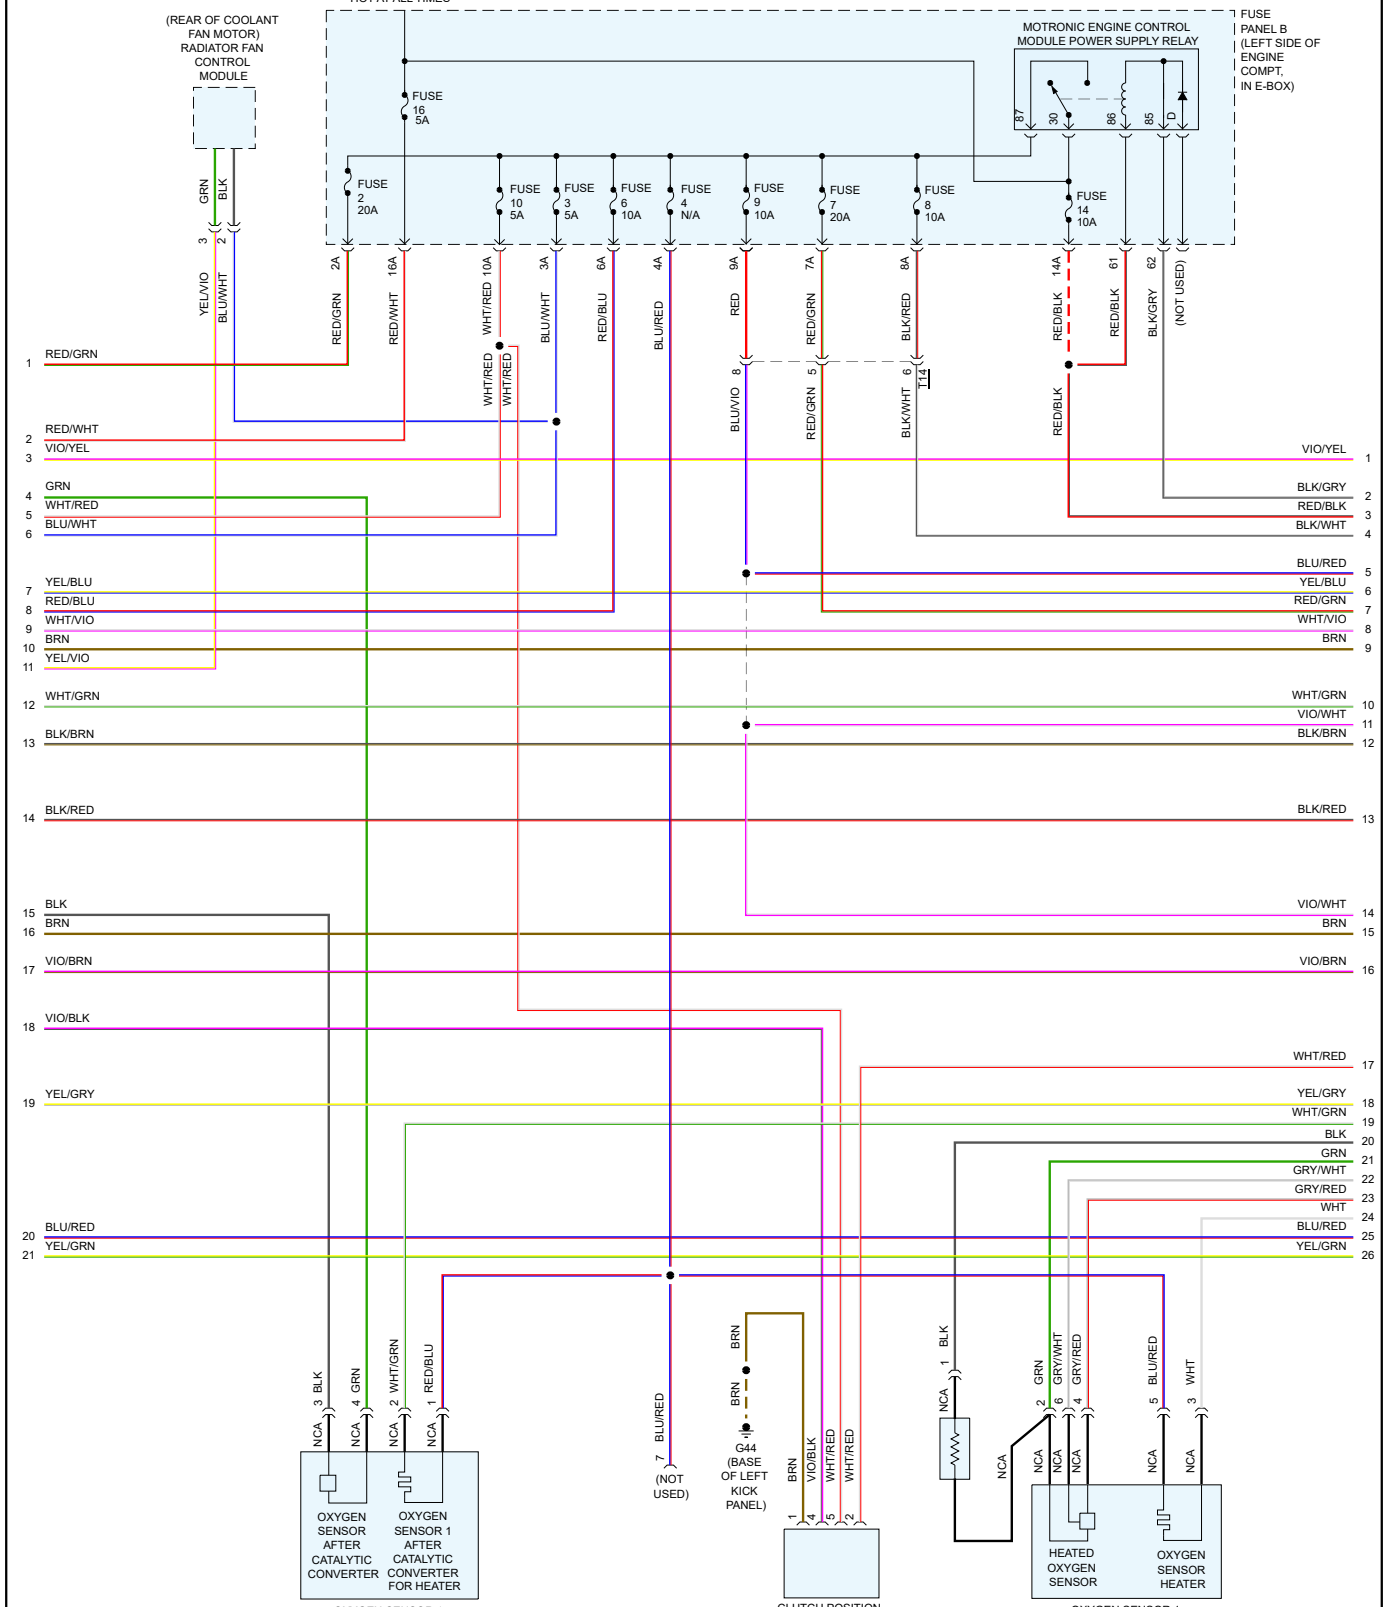 (REAR OF COOLANT
FAN MOTOR)
RADIATOR FAN
CONTROL
MODULE
MOTRONIC ENGINE CONTROL
MODULE POWER SUPPLY RELAY
FUSE
PANEL B
(LEFT SIDE OF
ENGINE
COMPT,
IN E-BOX)
FUSE
16
5A
87
30
86
85
D
FUSE
2
20A
FUSE
10
5A
FUSE
3
5A
FUSE
6
10A
FUSE
4
N/A
FUSE
9
10A
FUSE
7
20A
FUSE
8
10A
FUSE
14
10A
GRN
BLK
3
2
YEL/VIO
BLU/WHT
2A
16A
10A
3A
6A
4A
9A
7A
8A
14A
61
62
(NOT USED)
RED/GRN
RED/WHT
WHT/RED
BLU/WHT
RED/BLU
BLU/RED
RED
RED/GRN
BLK/RED
RED/BLK
RED/BLK
BLK/GRY
WHT/RED
WHT/RED
8
5
6
T14
BLU/VIO
RED/GRN
BLK/WHT
RED/BLK
1 RED/GRN
2 RED/WHT
3 VIO/YEL
4 GRN
5 WHT/RED
6 BLU/WHT
7 YEL/BLU
8 RED/BLU
9 WHT/VIO
10 BRN
11 YEL/VIO
12 WHT/GRN
13 BLK/BRN
14 BLK/RED
15 BLK
16 BRN
17 VIO/BRN
18 VIO/BLK
19 YEL/GRY
20 BLU/RED
21 YEL/GRN
VIO/YEL 1
BLK/GRY 2
RED/BLK 3
BLK/WHT 4
BLU/RED 5
YEL/BLU 6
RED/GRN 7
WHT/VIO 8
BRN 9
WHT/GRN 10
VIO/WHT 11
BLK/BRN 12
BLK/RED 13
VIO/WHT 14
BRN 15
VIO/BRN 16
WHT/RED 17
YEL/GRY 18
WHT/GRN 19
BLK 20
GRN 21
GRY/WHT 22
GRY/RED 23
WHT 24
BLU/RED 25
YEL/GRN 26
3 BLK
4 GRN
2 WHT/GRN
1 RED/BLU
NCA
NCA
NCA
NCA
OXYGEN
SENSOR
AFTER
CATALYTIC
CONVERTER
OXYGEN
SENSOR 1
AFTER
CATALYTIC
CONVERTER
FOR HEATER
7 BLU/RED
(NOT
USED)
BRN
BRN
G44
(BASE
OF LEFT
KICK
PANEL)
1 BRN
4 VIO/BLK
5 WHT/RED
2 WHT/RED
1 BLK
NCA
NCA
2 GRN
6 GRY/WHT
4 GRY/RED
5 BLU/RED
3 WHT
NCA
NCA
NCA
NCA
NCA
HEATED
OXYGEN
SENSOR
OXYGEN
SENSOR
HEATER
CLUTCH POSITION